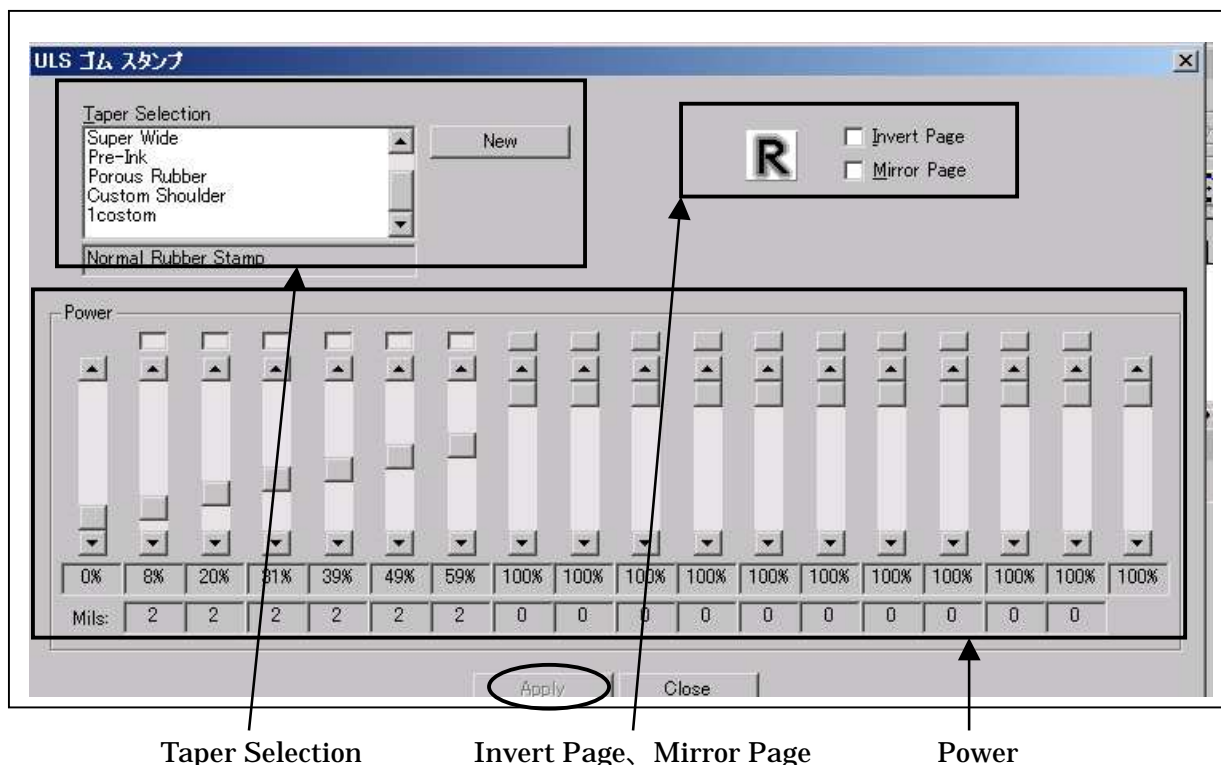 ULS ゴム スタンプ
Taper Selection
Super Wide
Pre-Ink
Porous Rubber
Custom Shoulder
1costom
Normal Rubber Stamp
New
R
Invert Page
Mirror Page
Power
0% 8% 20% 31% 39% 49% 59% 100% 100% 100% 100% 100% 100% 100% 100% 100% 100% 100%
Mils: 2 2 2 2 2 2 0 0 0 0 0 0 0 0 0 0
Apply Close
Taper Selection Invert Page、Mirror Page Power